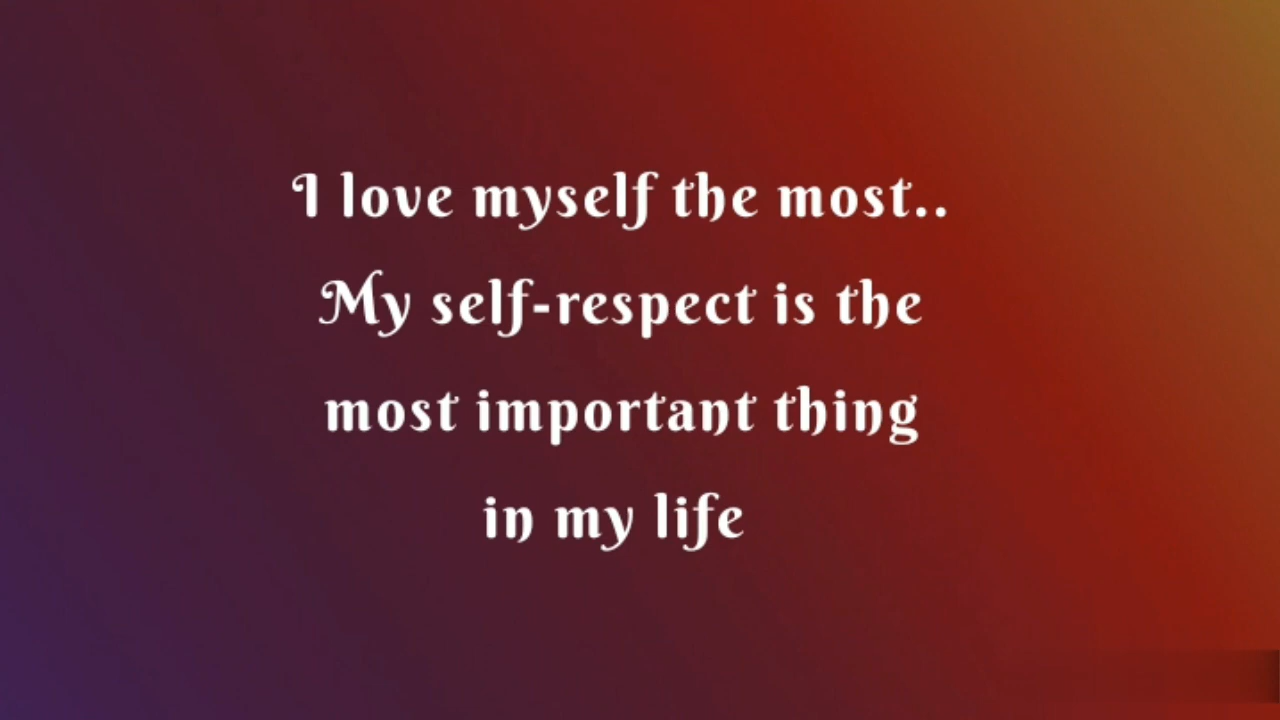 I love myself the most..
My self-respect is the
most important thing
in my life